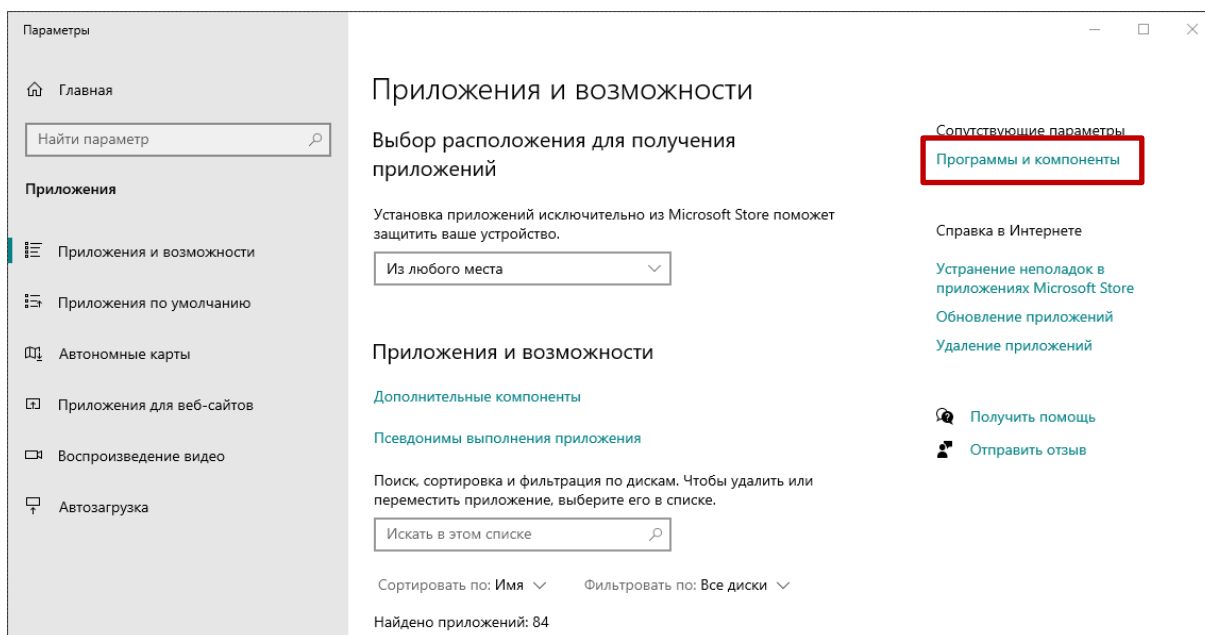 Параметры
Главная
Найти параметр
Приложения
Приложения и возможности
Приложения по умолчанию
Автономные карты
Приложения для веб-сайтов
Воспроизведение видео
Автозагрузка
Приложения и возможности
Выбор расположения для получения
приложений
Установка приложений исключительно из Microsoft Store поможет
защитить ваше устройство.
Из любого места
Приложения и возможности
Дополнительные компоненты
Псевдонимы выполнения приложения
Поиск, сортировка и фильтрация по дискам. Чтобы удалить или
переместить приложение, выберите его в списке.
Искать в этом списке
Сортировать по: Имя Фильтровать по: Все диски
Найдено приложений: 84
Сопутствующие параметры
Программы и компоненты
Справка в Интернете
Устранение неполадок в
приложениях Microsoft Store
Обновление приложений
Удаление приложений
Получить помощь
Отправить отзыв